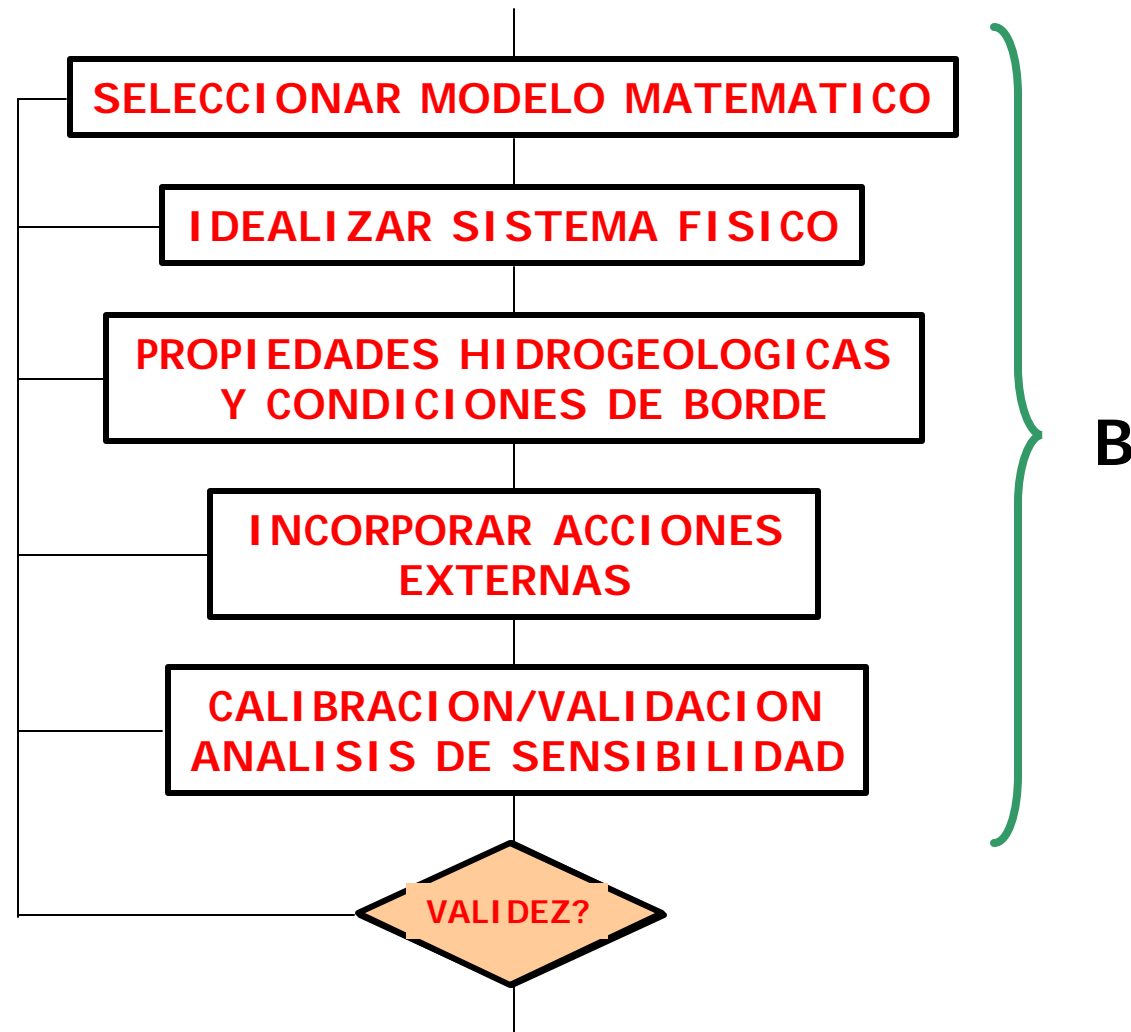 SELECCIONAR MODELO MATEMATICO
IDEALIZAR SISTEMA FISICO
PROPIEDADES HIDROGEOLOGICAS
Y CONDICIONES DE BORDE
B
INCORPORAR ACCIONES
EXTERNAS
CALIBRACION/VALIDACION
ANALISIS DE SENSIBILIDAD
VALIDEZ?